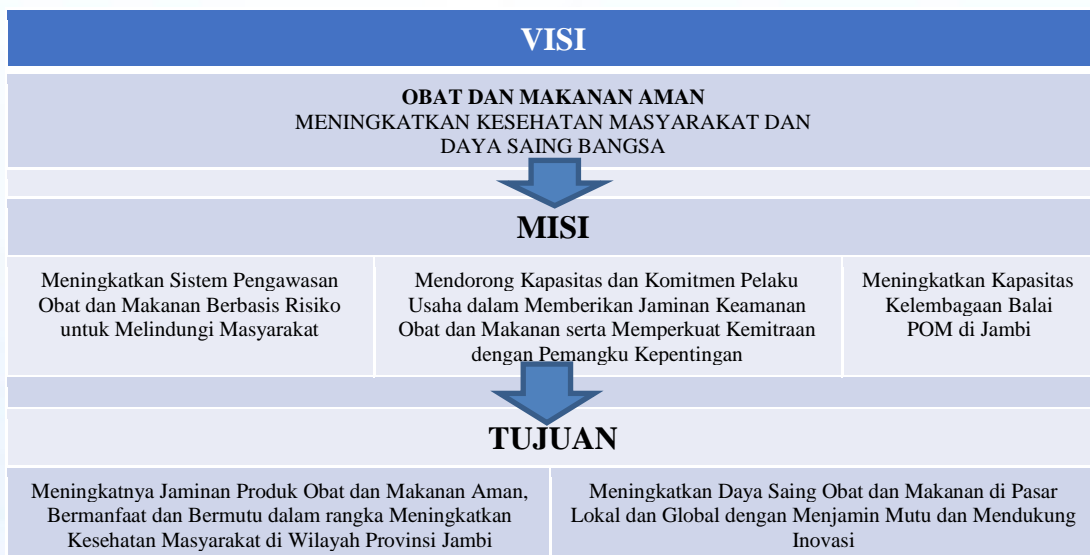 VISI
OBAT DAN MAKANAN AMAN
MENINGKATKAN KESEHATAN MASYARAKAT DAN
DAYA SAING BANGSA
MISI
Meningkatkan Sistem Pengawasan
Obat dan Makanan Berbasis Risiko
untuk Melindungi Masyarakat
Mendorong Kapasitas dan Komitmen Pelaku
Usaha dalam Memberikan Jaminan Keamanan
Obat dan Makanan serta Memperkuat Kemitraan
dengan Pemangku Kepentingan
Meningkatkan Kapasitas
Kelembagaan Balai
POM di Jambi
TUJUAN
Meningkatnya Jaminan Produk Obat dan Makanan Aman,
Bermanfaat dan Bermutu dalam rangka Meningkatkan
Kesehatan Masyarakat di Wilayah Provinsi Jambi
Meningkatkan Daya Saing Obat dan Makanan di Pasar
Lokal dan Global dengan Menjamin Mutu dan Mendukung
Inovasi